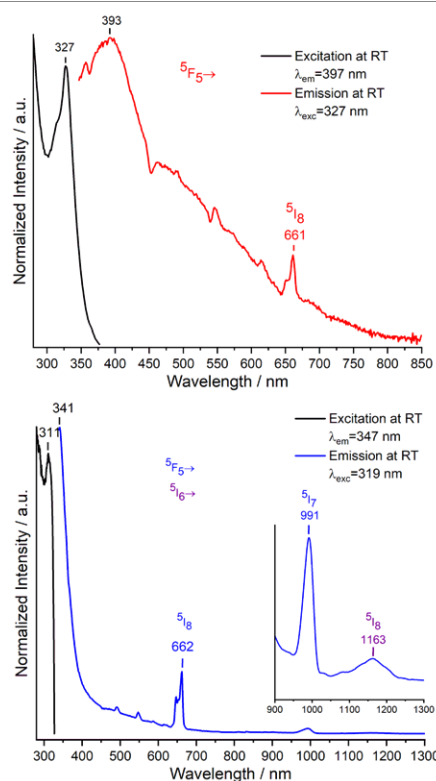 393
327
Excitation at RT
λem=397 nm
Emission at RT
λexc=327 nm
⁵F₅→
⁵I₈
661
Normalized Intensity / a.u.
300 350 400 450 500 550 600 650 700 750 800 850
Wavelength / nm
341
311
Excitation at RT
λem=347 nm
Emission at RT
λexc=319 nm
⁵F₅→
⁵I₆→
⁵I₇
991
⁵I₈
1163
⁵I₈
662
900 1000 1100 1200 1300
Normalized Intensity / a.u.
300 400 500 600 700 800 900 1000 1100 1200 1300
Wavelength / nm